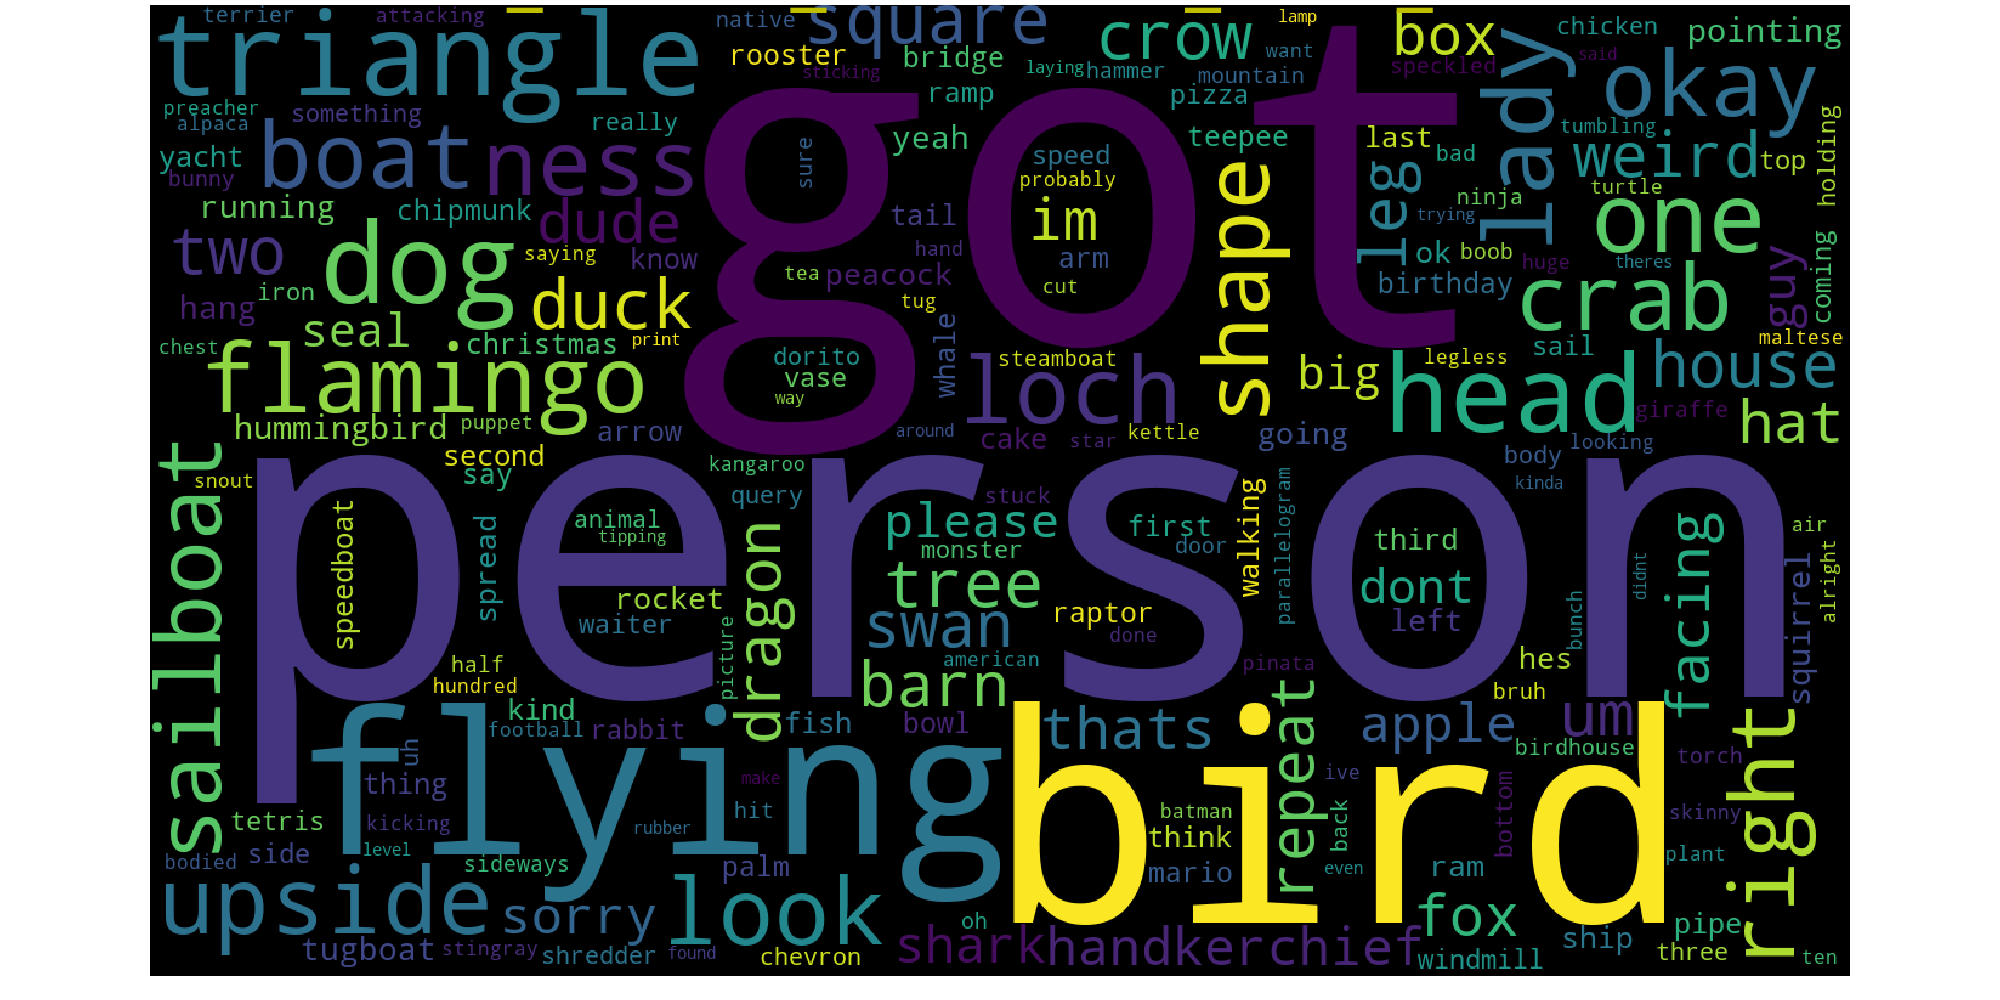 terrier
attacking
native
square
crow
lamp
box
chicken
pointing
triangle
rooster
bridge
want
said
sticking
laying
hammer
mountain
speckled
lady
okay
preacher
something
ramp
pizza
alpaca
really
got
boat
ness
yeah
teepee
last
tumbling
weird
holding
yacht
sure
speed
shape
leg
bad
top
bunny
probably
turtle
running
chipmunk
dude
tail
im
ninja
trying
one
two
dog
saying
know
hand
arm
ok
boob
huge
theres
guy
coming
hang
iron
duck
tea
peacock
cut
birthday
crab
seal
tug
chest
christmas
print
whale
dorito
steamboat
legless
sail
maltese
flamingo
vase
loch
big
head
house
way
giraffe
hat
hummingbird
puppet
arrow
around
cake
star
kettle
going
looking
second
body
sailboat
person
snout
say
kangaroo
query
stuck
walking
kinda
speedboat
spread
animal
tipping
dragon
please
first
parallelogram
third
facing
air
monster
door
didnt
alright
rocket
tree
dont
squirrel
bunch
waiter
swan
raptor
left
done
picture
half
american
pinata
hes
hundred
barn
repeat
bruh
kind
flying
bird
football
rabbit
fish
bowl
thats
apple
um
right
uh
birdhouse
torch
thing
make
ive
tetris
kicking
hit
batman
back
bottom
skinny
rubber
think
bodied
side
level
sideways
palm
mario
even
ram
plant
upside
sorry
look
oh
fox
pipe
tugboat
stingray
shredder
found
chevron
shark
handkerchief
windmill
ship
three
ten